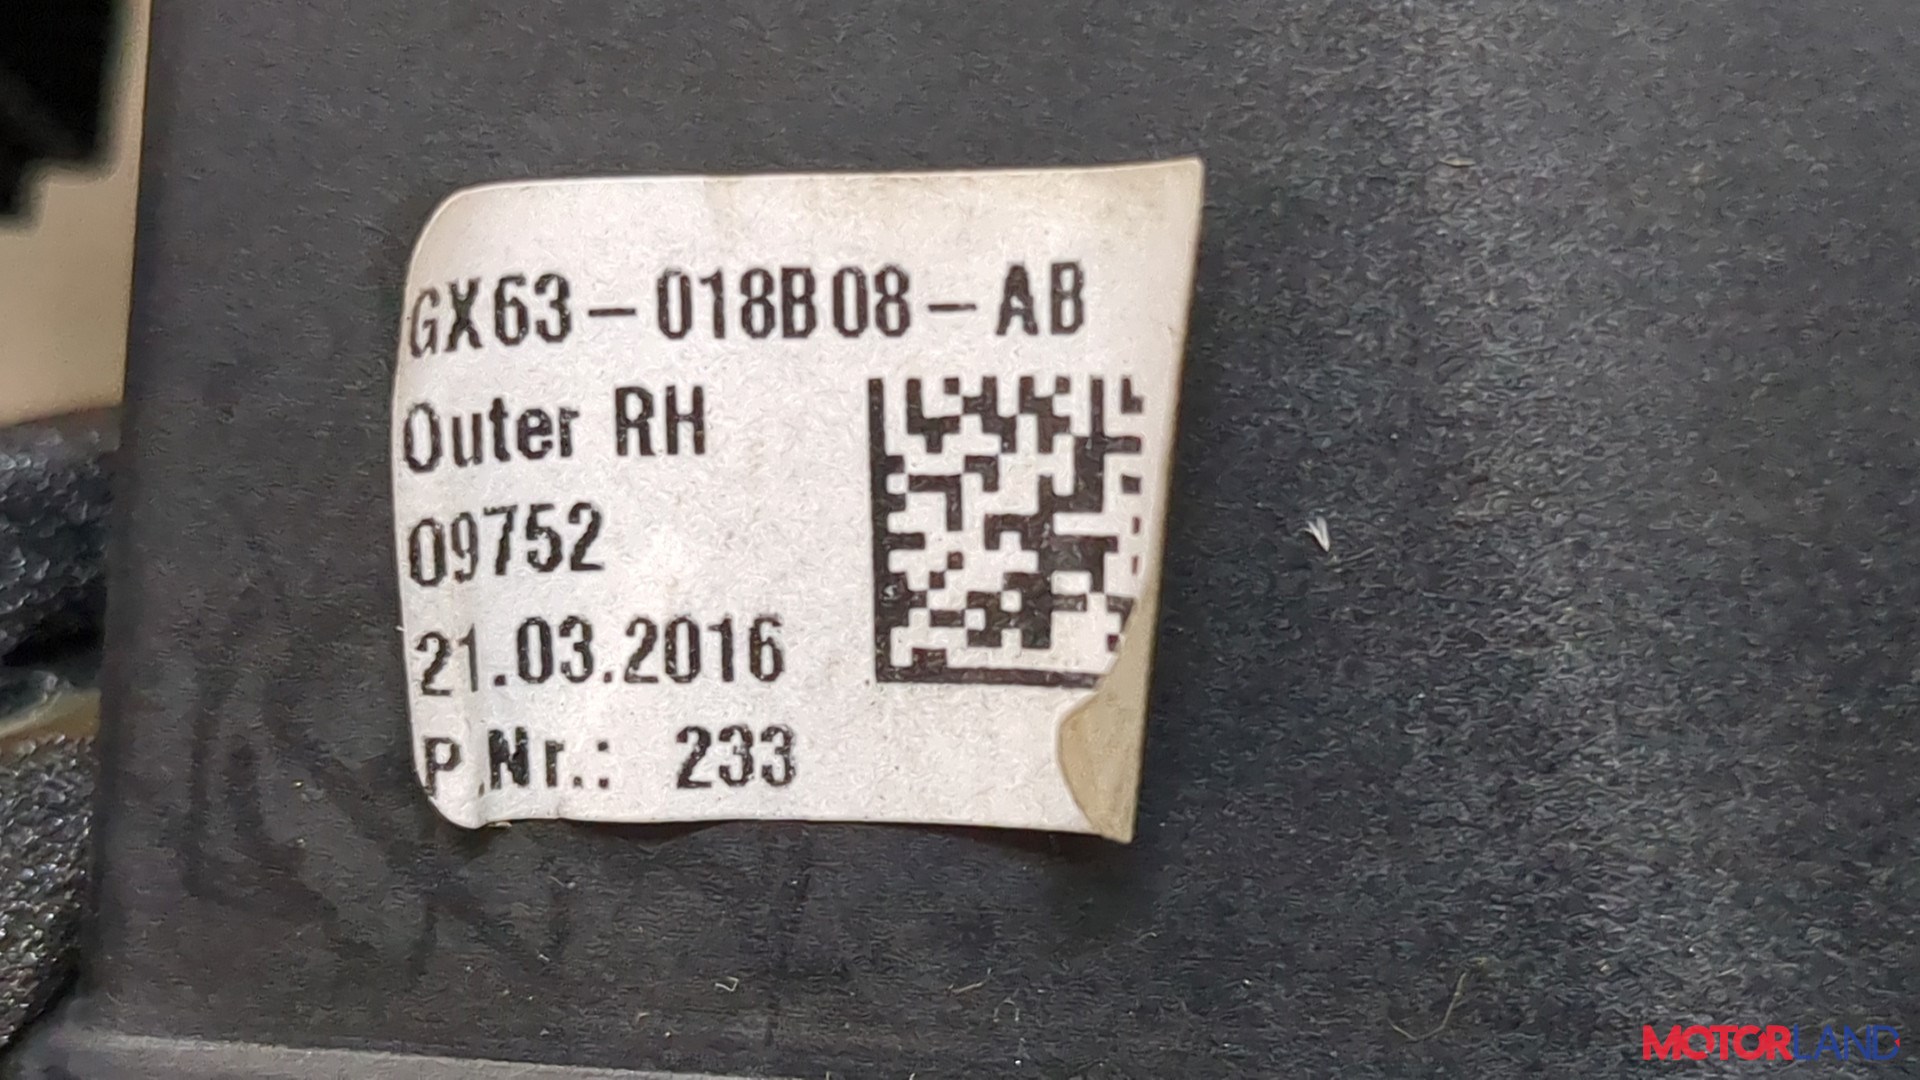 GX63-018B08-AB
Outer RH
09752
21.03.2016
P.Nr.: 233
MOTORLAND